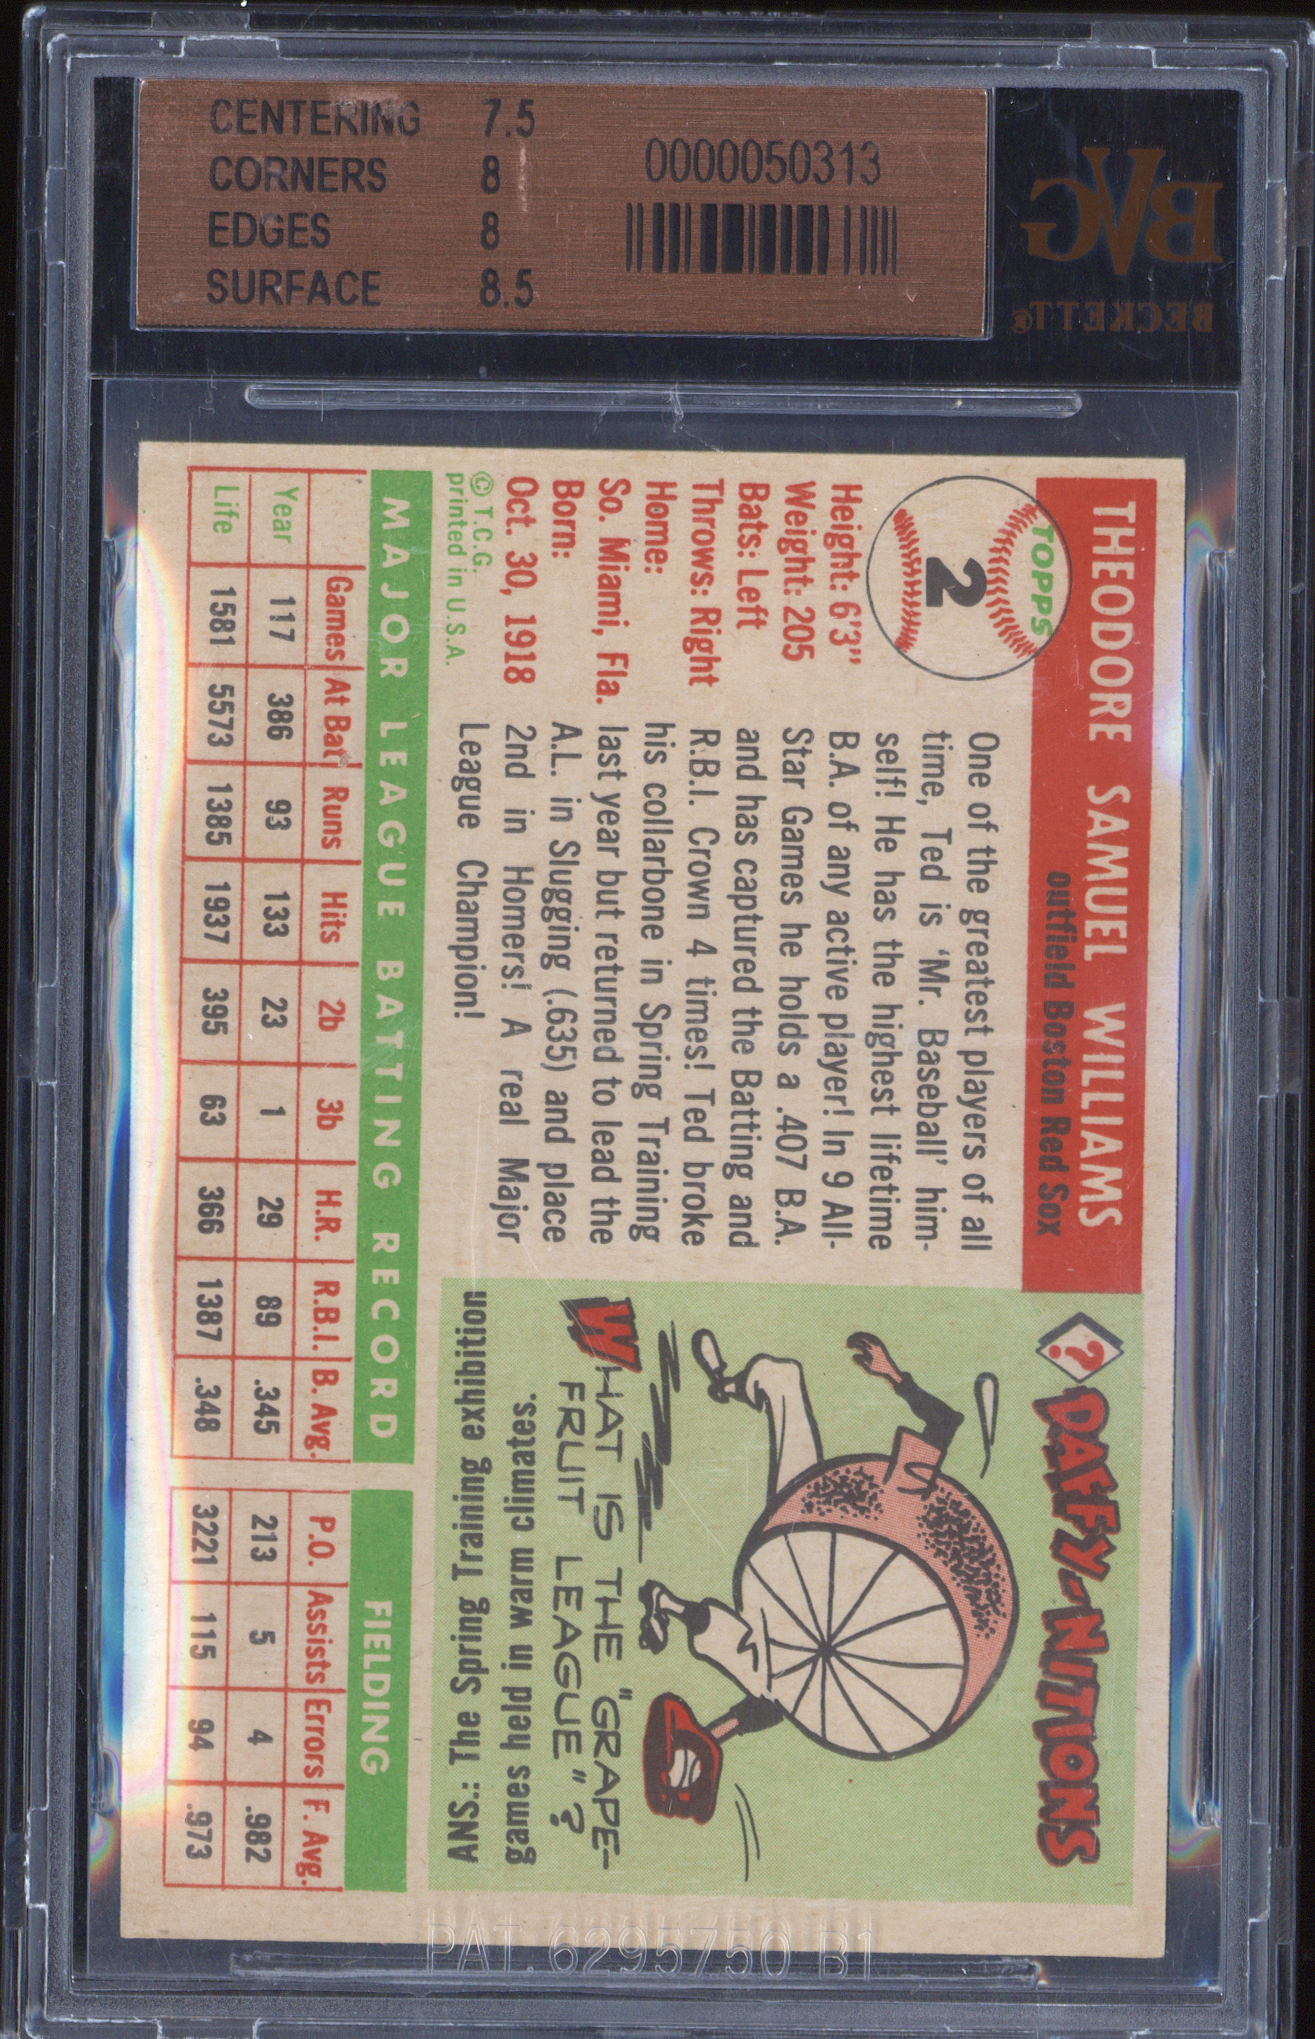 CENTERING 7.5
CORNERS 8
EDGES 8
SURFACE 8.5
0000050313
BVG
BECKETT®
THEODORE SAMUEL WILLIAMS
outfield Boston Red Sox
TOPPS
2
Height: 6'3"
Weight: 205
Bats: Left
Throws: Right
Home:
So. Miami, Fla.
Born:
Oct. 30, 1918
© T.C.G.
printed in U.S.A.
One of the greatest players of all
time, Ted is 'Mr. Baseball' him-
self! He has the highest lifetime
B.A. of any active player! In 9 All-
Star Games he holds a .407 B.A.
and has captured the Batting and
R.B.I. Crown 4 times! Ted broke
his collarbone in Spring Training
last year but returned to lead the
A.L. in Slugging (.635) and place
2nd in Homers! A real Major
League Champion!
? DAFFY-NITIONS
WHAT IS THE "GRAPE-
FRUIT LEAGUE"?
ANS.: The Spring Training exhibition
games held in warm climates.
MAJOR LEAGUE BATTING RECORD
FIELDING
Games At Bat Runs Hits 2b 3b H.R. R.B.I. B. Avg. P.O. Assists Errors F. Avg.
Year 117 386 93 133 23 1 29 89 .345 213 5 4 .982
Life 1581 5573 1385 1937 395 63 366 1387 .348 3221 115 94 .973
PAT. 6295750 B1